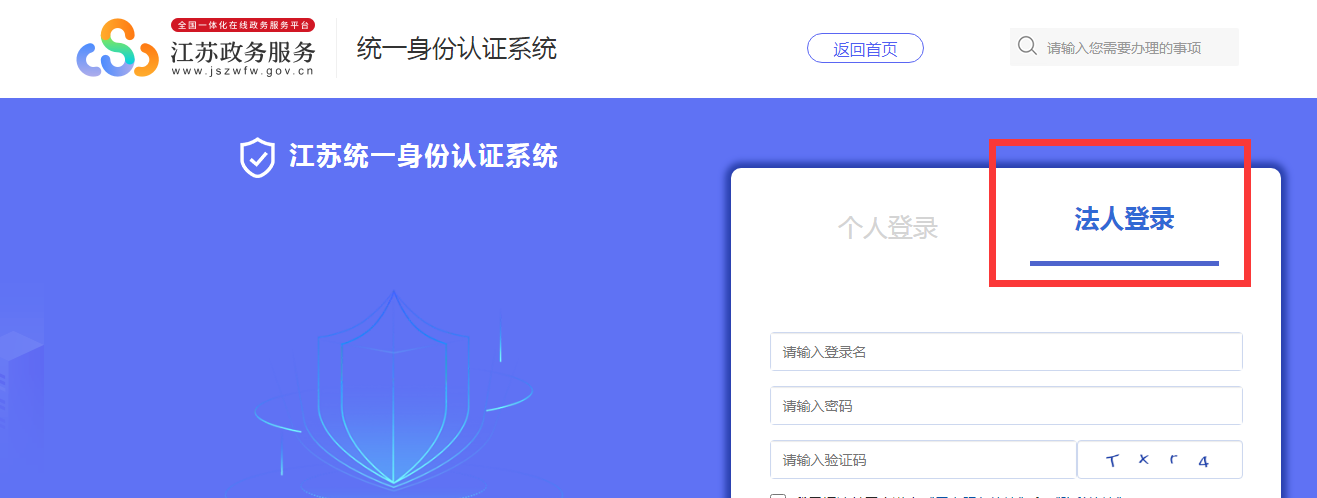 全国一体化在线政务服务平台
江苏政务服务
www.jszwfw.gov.cn
统一身份认证系统
返回首页
请输入您需要办理的事项
江苏统一身份认证系统
个人登录
法人登录
请输入登录名
请输入密码
请输入验证码
T x r 4